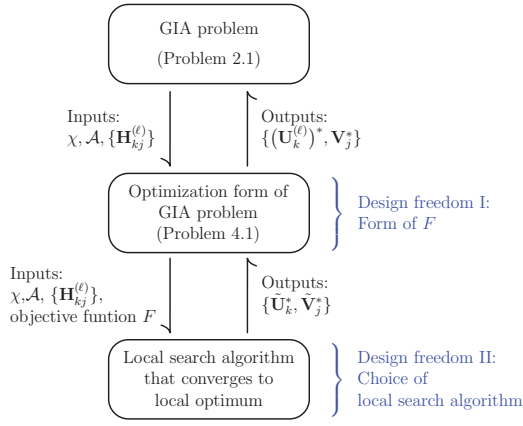 GIA problem
(Problem 2.1)
Inputs:
χ, 𝒜, {𝐇_{kj}^{(ℓ)}}
Outputs:
{(𝐔_k^{(ℓ)})^*, 𝐕_j^*}
Optimization form of
GIA problem
(Problem 4.1)
Design freedom I:
Form of F
Inputs:
χ,𝒜, {𝐇_{kj}^{(ℓ)}},
objective funtion F
Outputs:
{𝐔̃_k^*, 𝐕̃_j^*}
Local search algorithm
that converges to
local optimum
Design freedom II:
Choice of
local search algorithm